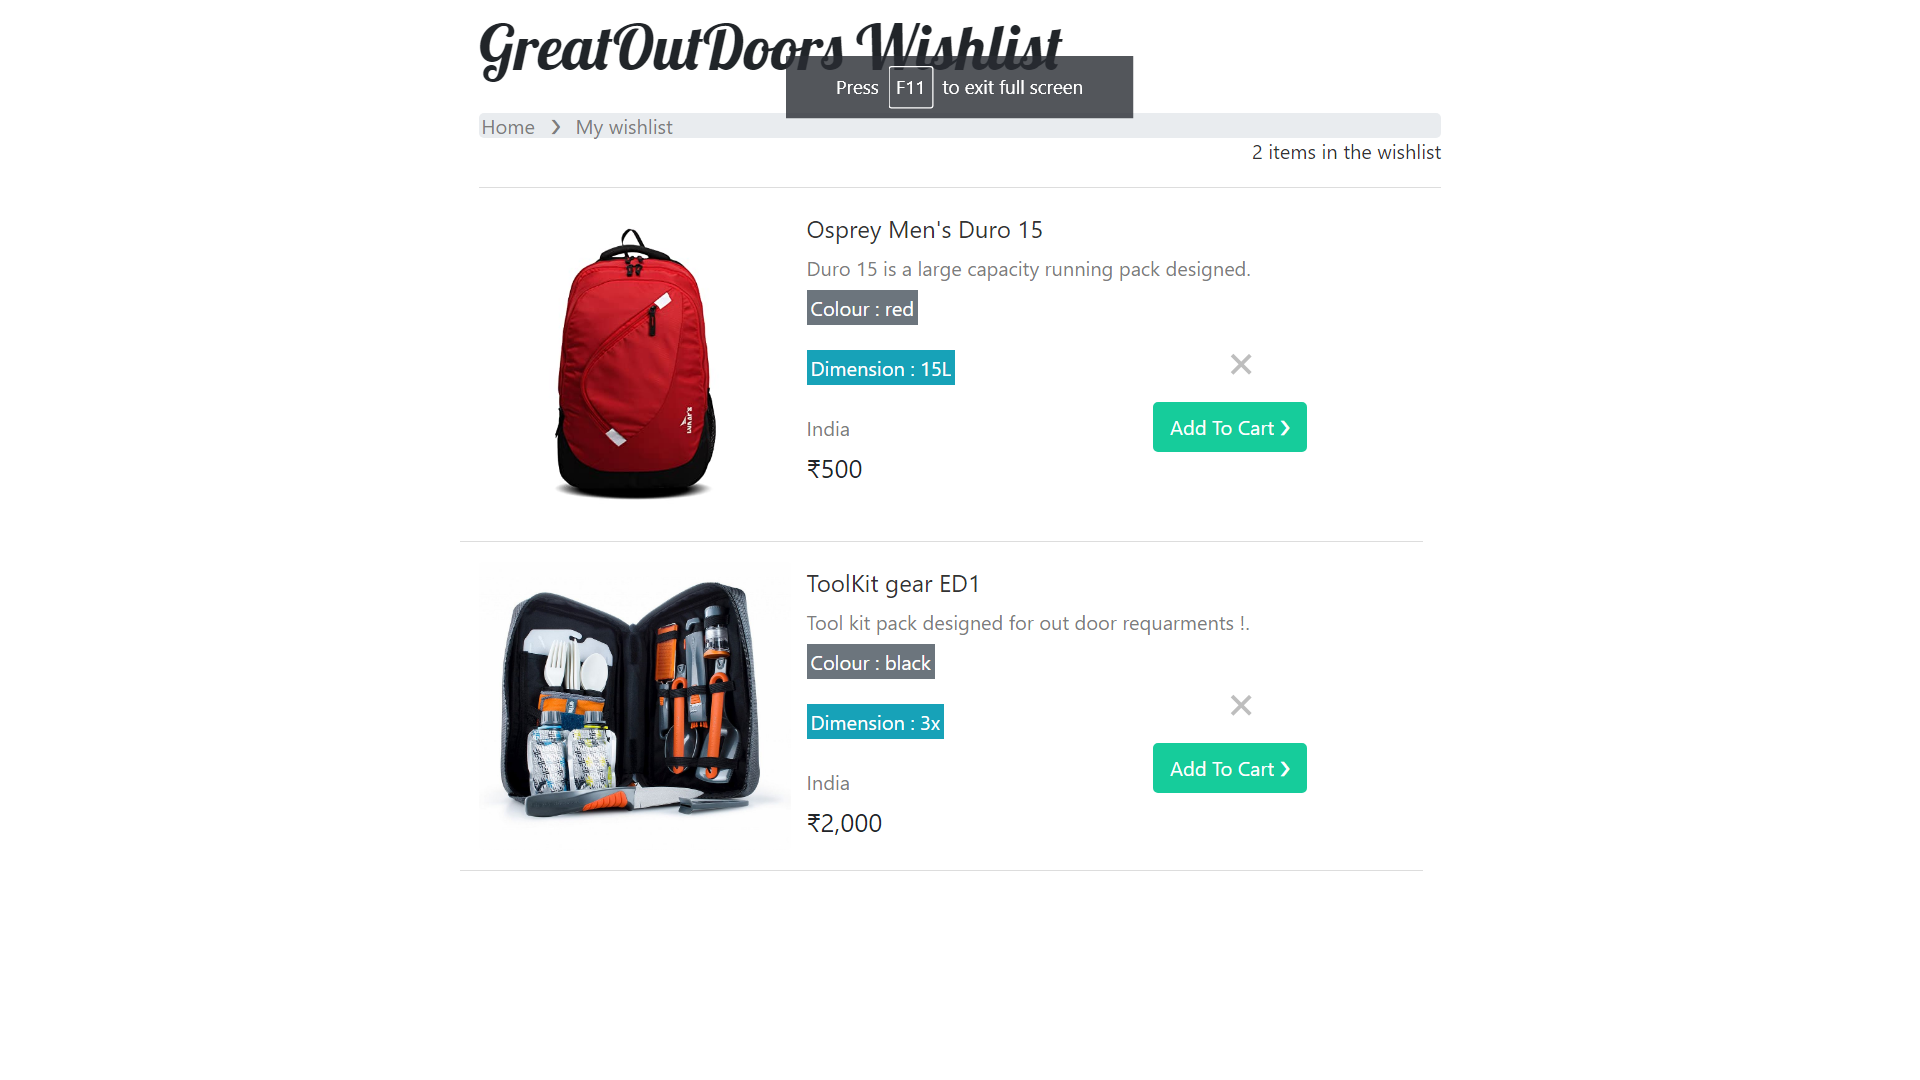 GreatOutDoors Wishlist
Press F11 to exit full screen
Home ❯ My wishlist
2 items in the wishlist
Osprey Men's Duro 15
Duro 15 is a large capacity running pack designed.
Colour : red
Dimension : 15L
India
₹500
✕
Add To Cart ❯
ToolKit gear ED1
Tool kit pack designed for out door requarments !.
Colour : black
Dimension : 3x
India
₹2,000
✕
Add To Cart ❯